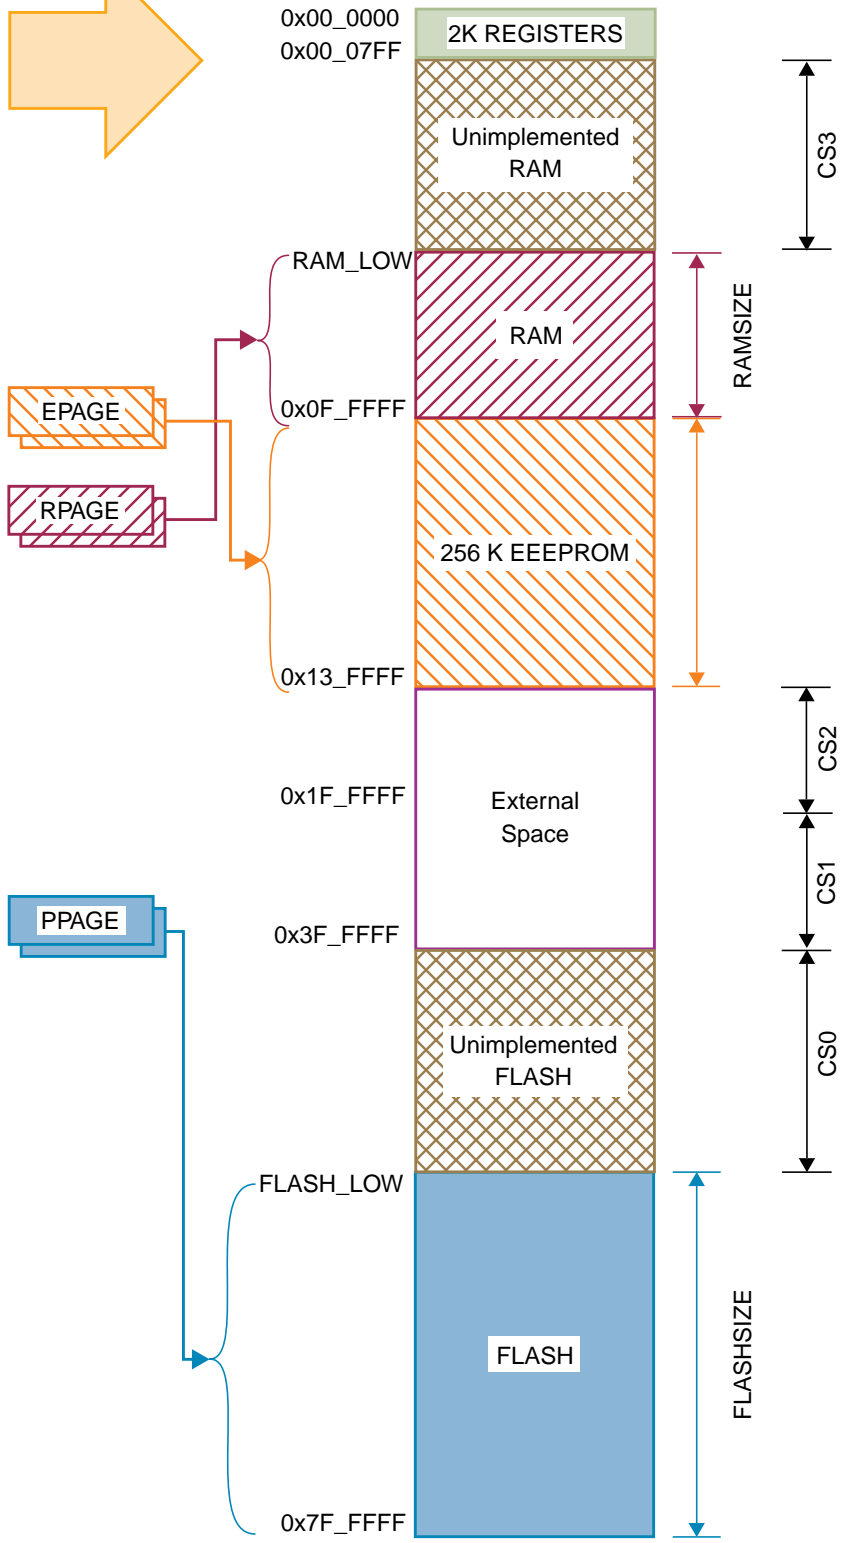 0x00_0000
2K REGISTERS
0x00_07FF
Unimplemented
RAM
CS3
RAM_LOW
RAM
RAMSIZE
EPAGE
0x0F_FFFF
RPAGE
256 K EEEPROM
0x13_FFFF
CS2
0x1F_FFFF
External
Space
CS1
PPAGE
0x3F_FFFF
Unimplemented
FLASH
CS0
FLASH_LOW
FLASH
FLASHSIZE
0x7F_FFFF